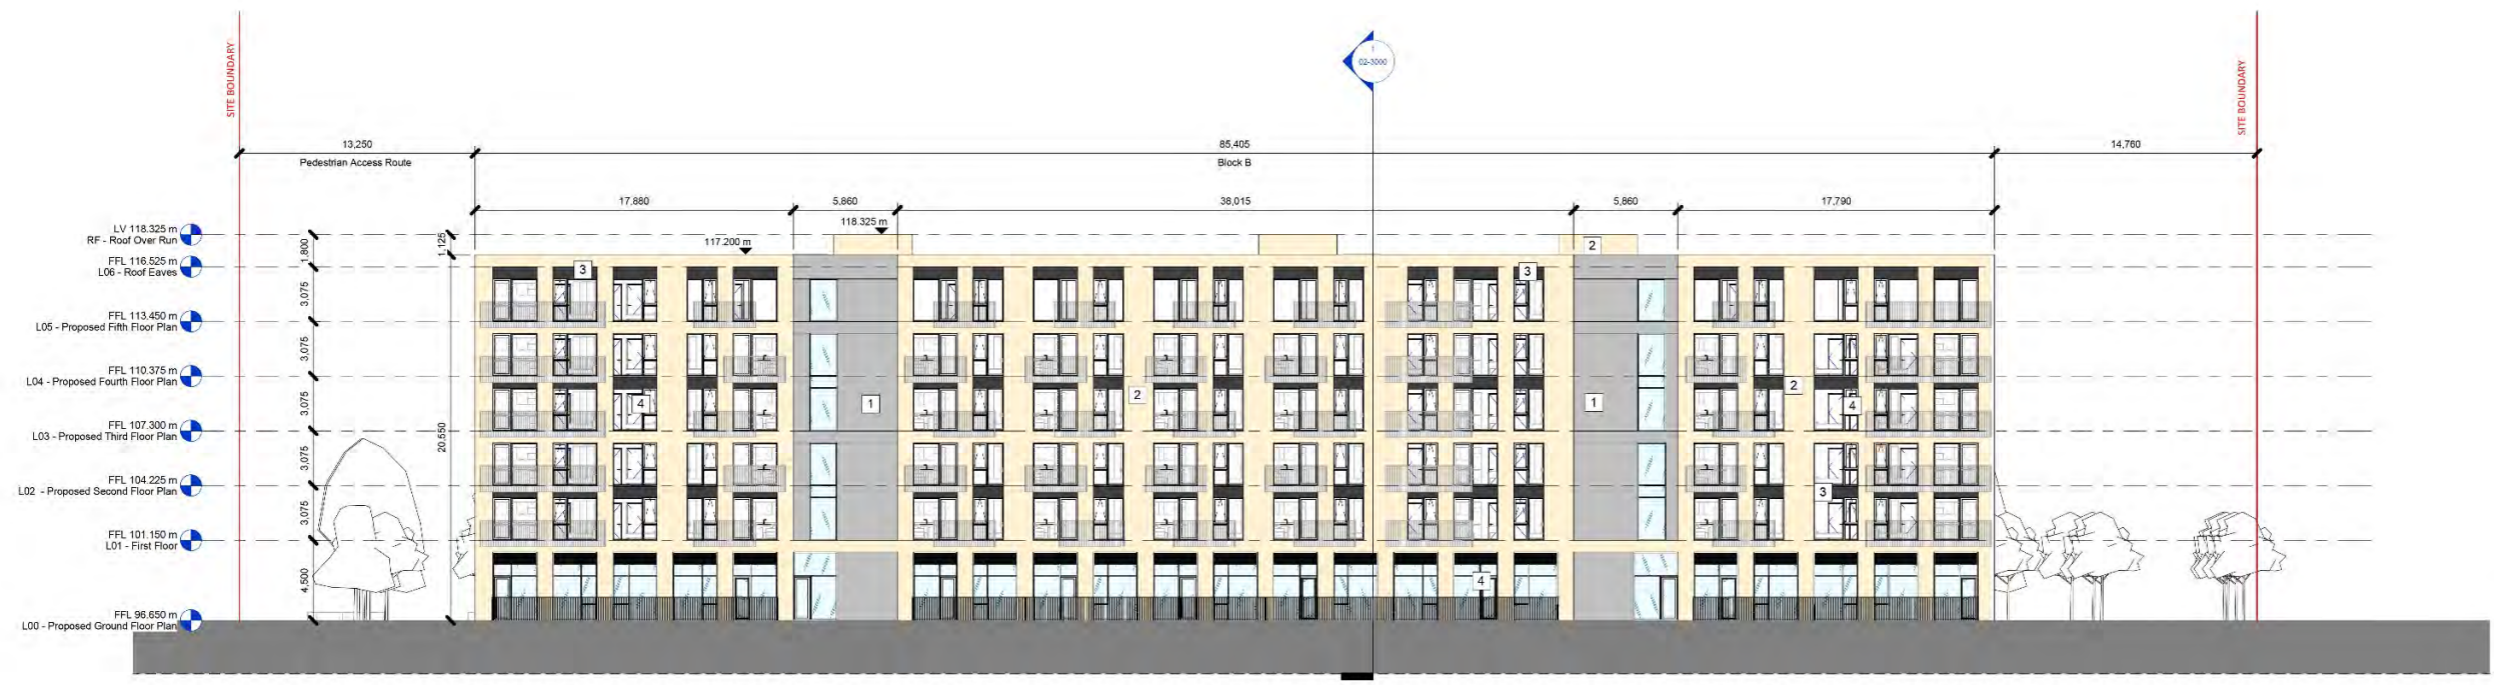 SITE BOUNDARY
SITE BOUNDARY
1
02-3000
13,250
Pedestrian Access Route
85,405
Block B
14,760
17,880
5,860
38,015
5,860
17,790
118.325 m
117.200 m
LV 118.325 m
RF - Roof Over Run
FFL 116.525 m
L06 - Roof Eaves
FFL 113.450 m
L05 - Proposed Fifth Floor Plan
FFL 110.375 m
L04 - Proposed Fourth Floor Plan
FFL 107.300 m
L03 - Proposed Third Floor Plan
FFL 104.225 m
L02 - Proposed Second Floor Plan
FFL 101.150 m
L01 - First Floor
FFL 96.650 m
L00 - Proposed Ground Floor Plan
1,800
3,075
3,075
3,075
3,075
3,075
4,500
1,125
20,550
3
2
3
4
1
2
1
2
4
3
4